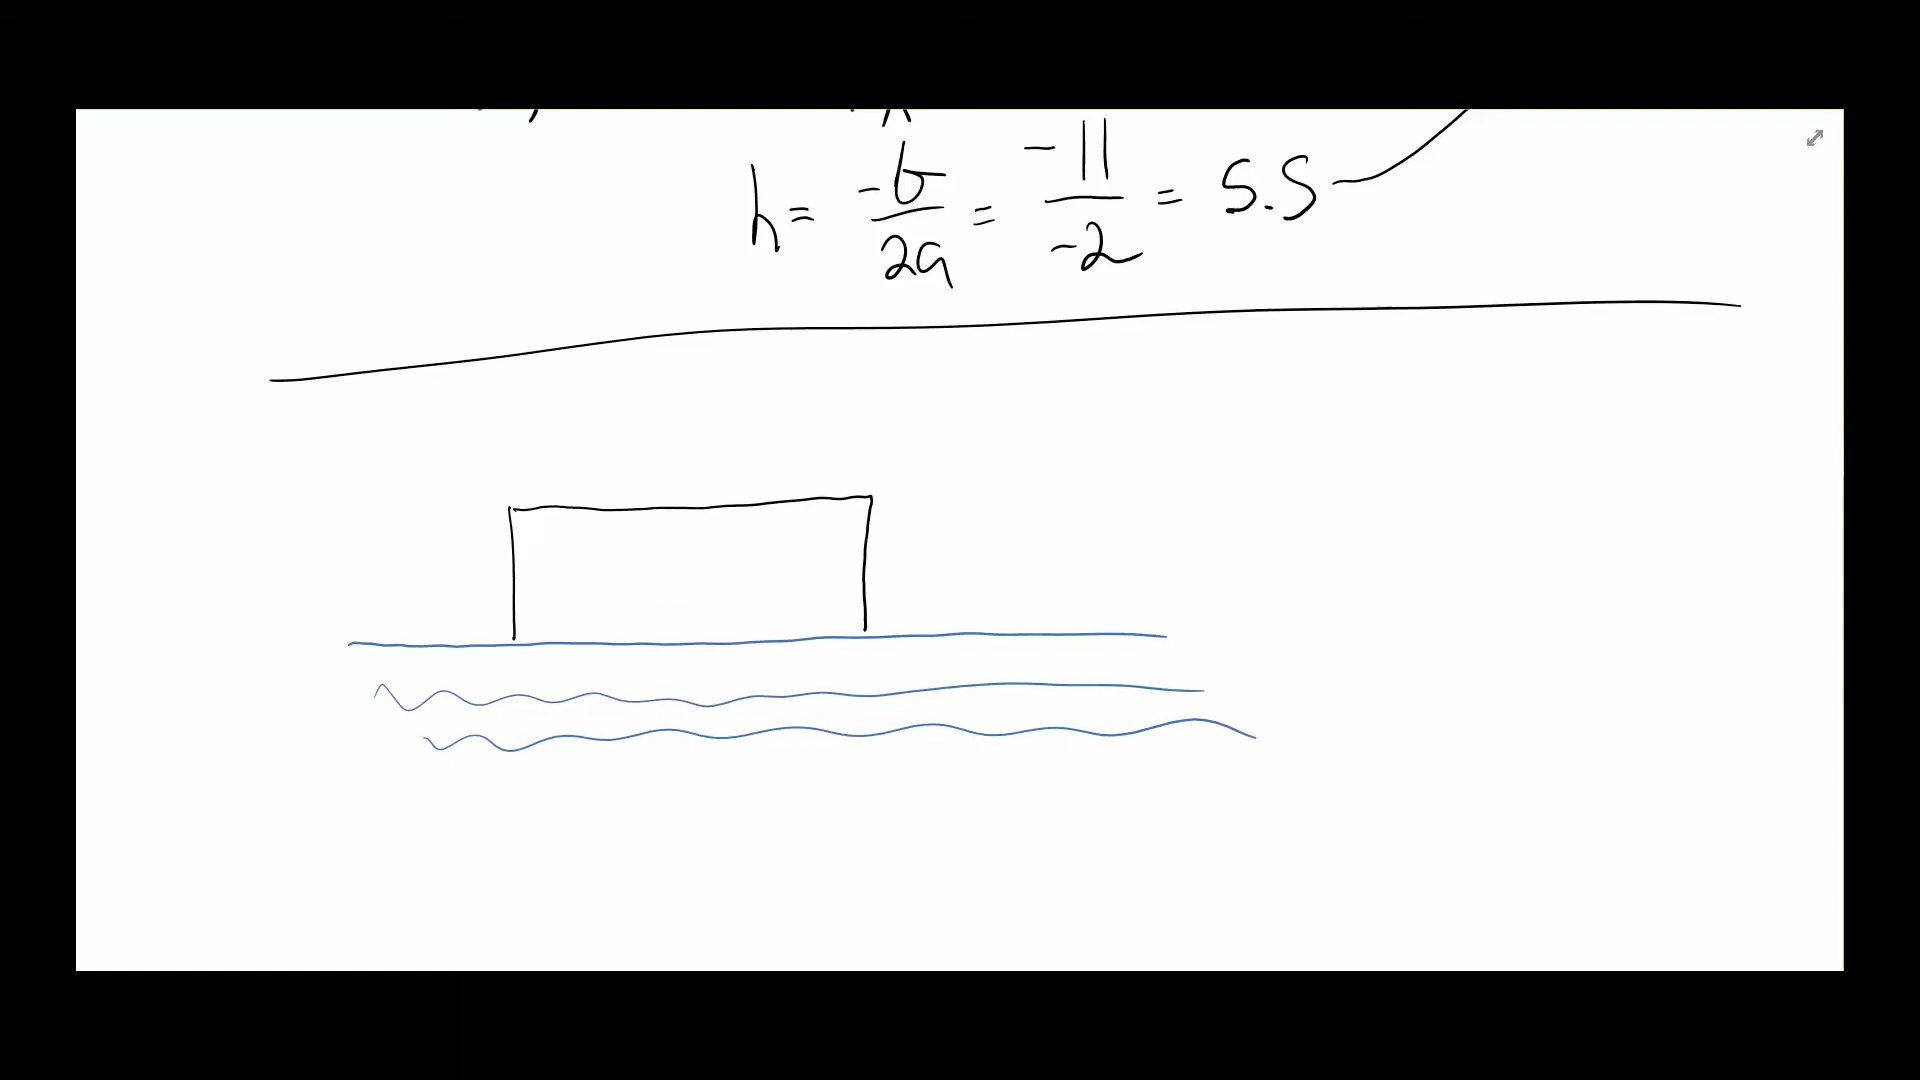 h = -b/2a = -11/-2 = 5.5